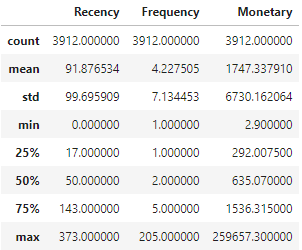 Recency Frequency Monetary
count 3912.000000 3912.000000 3912.000000
mean 91.876534 4.227505 1747.337910
std 99.695909 7.134453 6730.162064
min 0.000000 1.000000 2.900000
25% 17.000000 1.000000 292.007500
50% 50.000000 2.000000 635.070000
75% 143.000000 5.000000 1536.315000
max 373.000000 205.000000 259657.300000